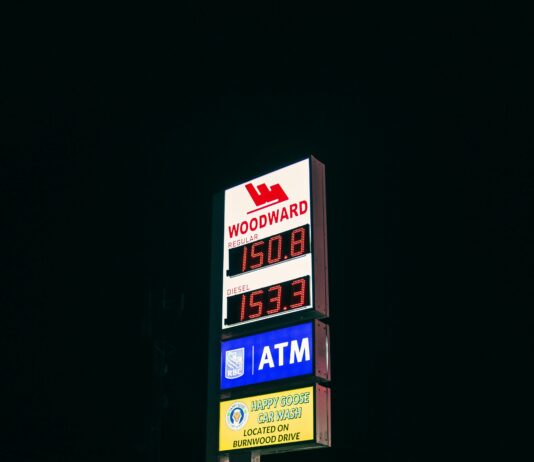 WOODWARD
REGULAR
150.8
DIESEL
153.3
RBC
ATM
HAPPY GOOSE
CAR WASH
LOCATED ON
BURNWOOD DRIVE